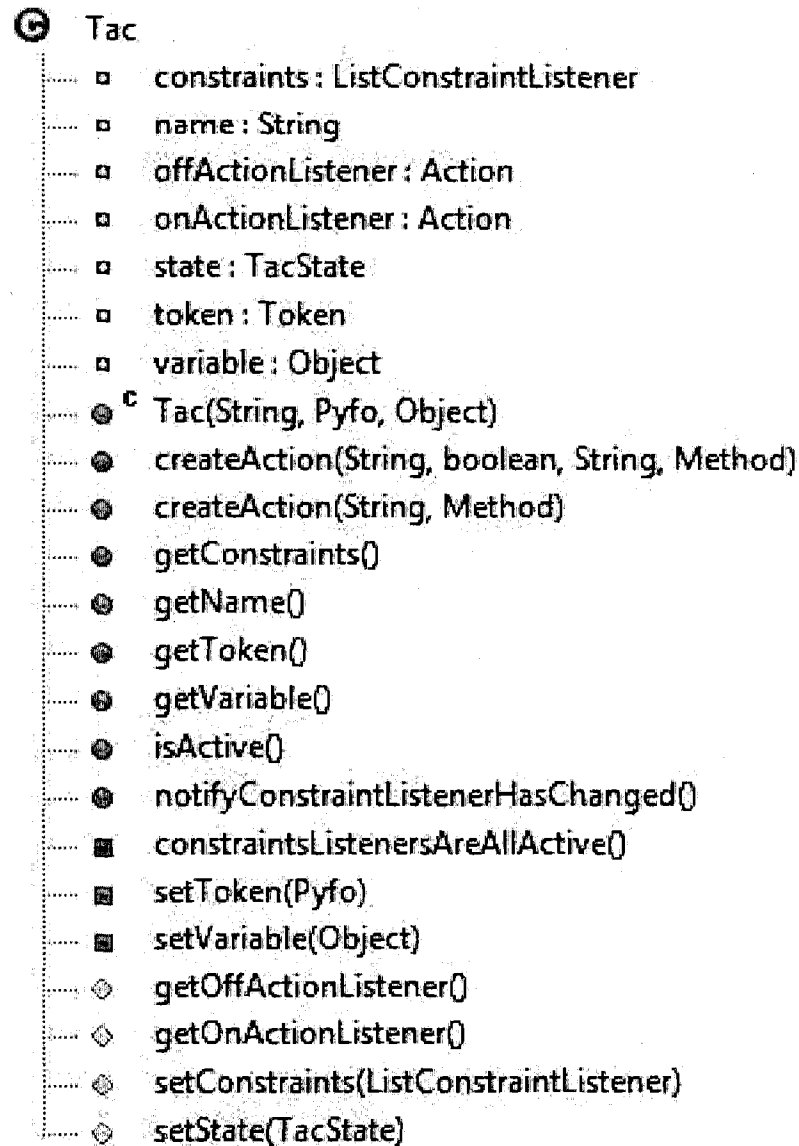 Tac
constraints : ListConstraintListener
name : String
offActionListener : Action
onActionListener : Action
state : TacState
token : Token
variable : Object
C Tac(String, Pyfo, Object)
createAction(String, boolean, String, Method)
createAction(String, Method)
getConstraints()
getName()
getToken()
getVariable()
isActive()
notifyConstraintListenerHasChanged()
constraintsListenersAreAllActive()
setToken(Pyfo)
setVariable(Object)
getOffActionListener()
getOnActionListener()
setConstraints(ListConstraintListener)
setState(TacState)